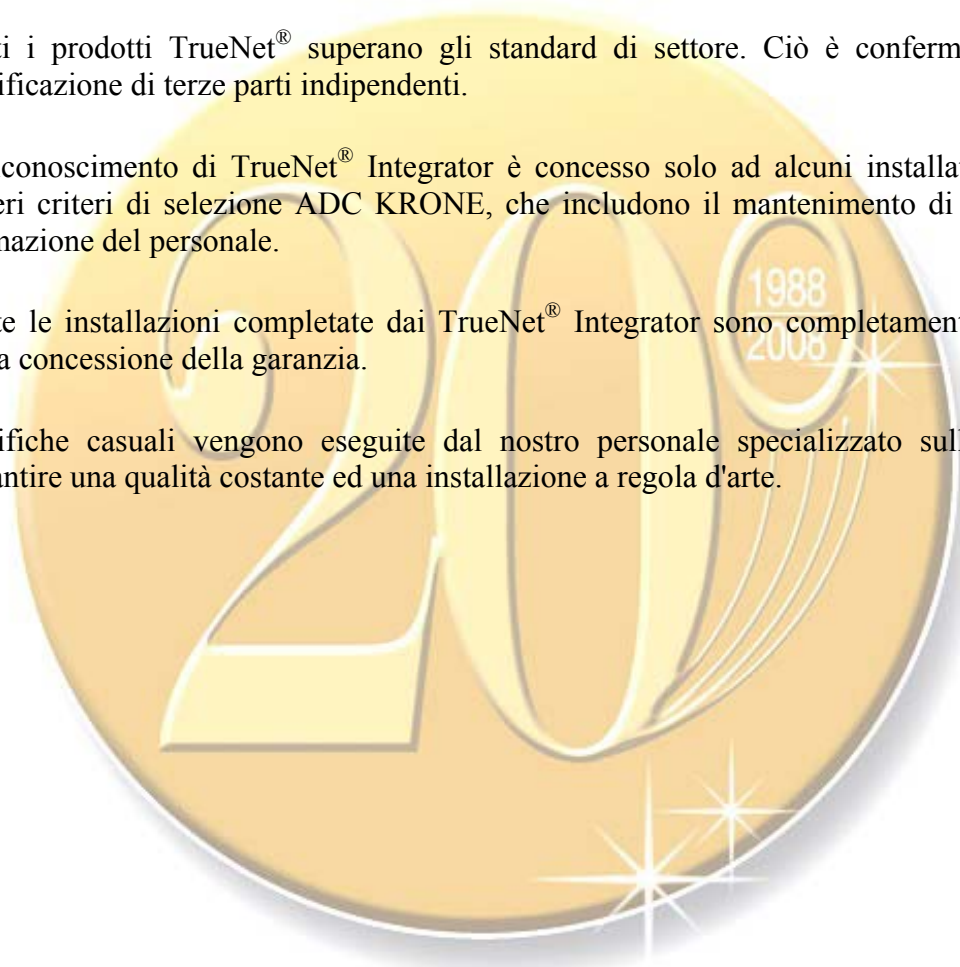 ti i prodotti TrueNet® superano gli standard di settore. Ciò è conferm
ificazione di terze parti indipendenti.
conoscimento di TrueNet® Integrator è concesso solo ad alcuni installat
eri criteri di selezione ADC KRONE, che includono il mantenimento di
mazione del personale.
te le installazioni completate dai TrueNet® Integrator sono completament
a concessione della garanzia.
ifiche casuali vengono eseguite dal nostro personale specializzato sull
antire una qualità costante ed una installazione a regola d'arte.
20°
1988
2008